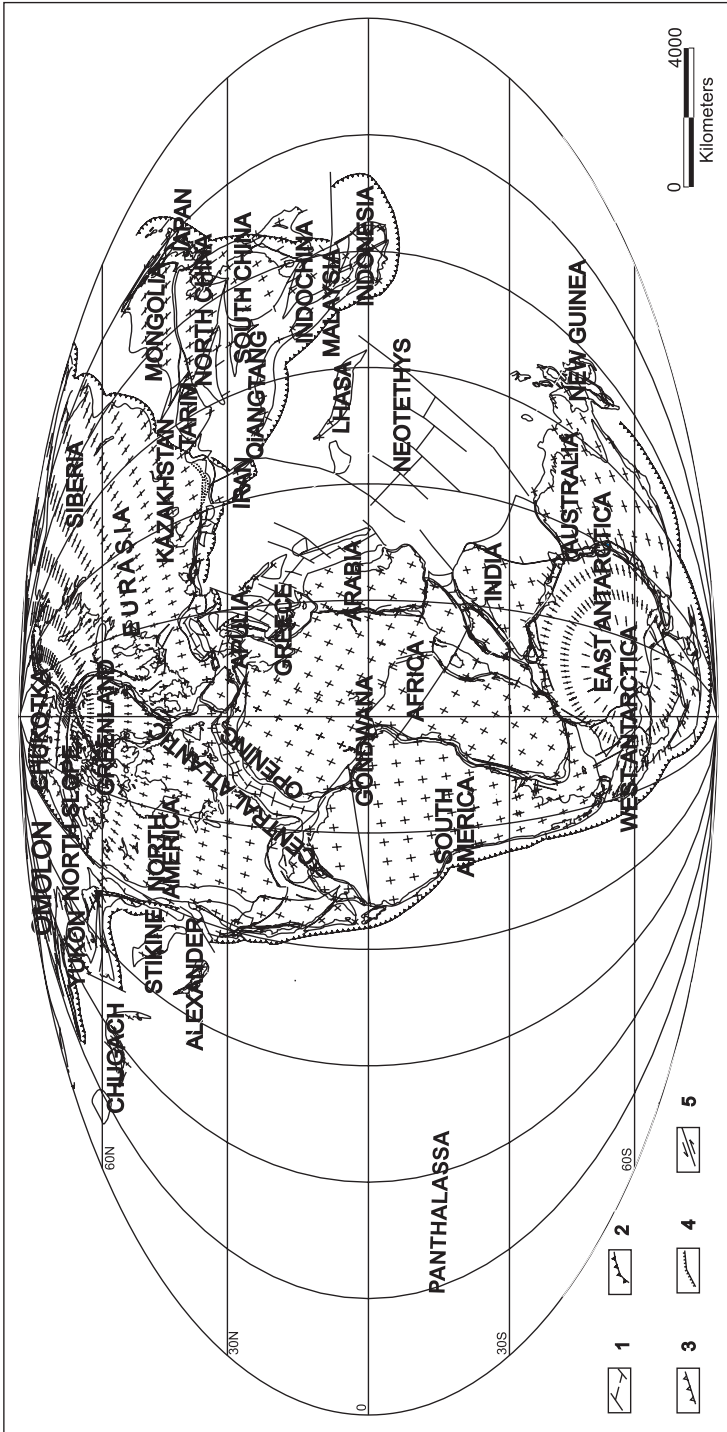 OMOLON
CHUKOTKA
SIBERIA
YUKON
NORTH SLOPE
GREENLAND
EURASIA
CHUGACH
60N
STIKINE
NORTH
AMERICA
KAZAKHSTAN
MONGOLIA
JAPAN
ALEXANDER
TARIM
NORTH CHINA
30N
CENTRAL ATLANTIC
OPENING
APULIA
GREECE
IRAN
QIANGTANG
SOUTH CHINA
INDOCHINA
MALAYSIA
INDONESIA
LHASA
ARABIA
NEOTETHYS
0
GONDWANA
AFRICA
PANTHALASSA
SOUTH
AMERICA
INDIA
30S
AUSTRALIA
NEW GUINEA
EAST ANTARCTICA
WEST ANTARCTICA
60S
1
2
3
4
5
0
4000
Kilometers